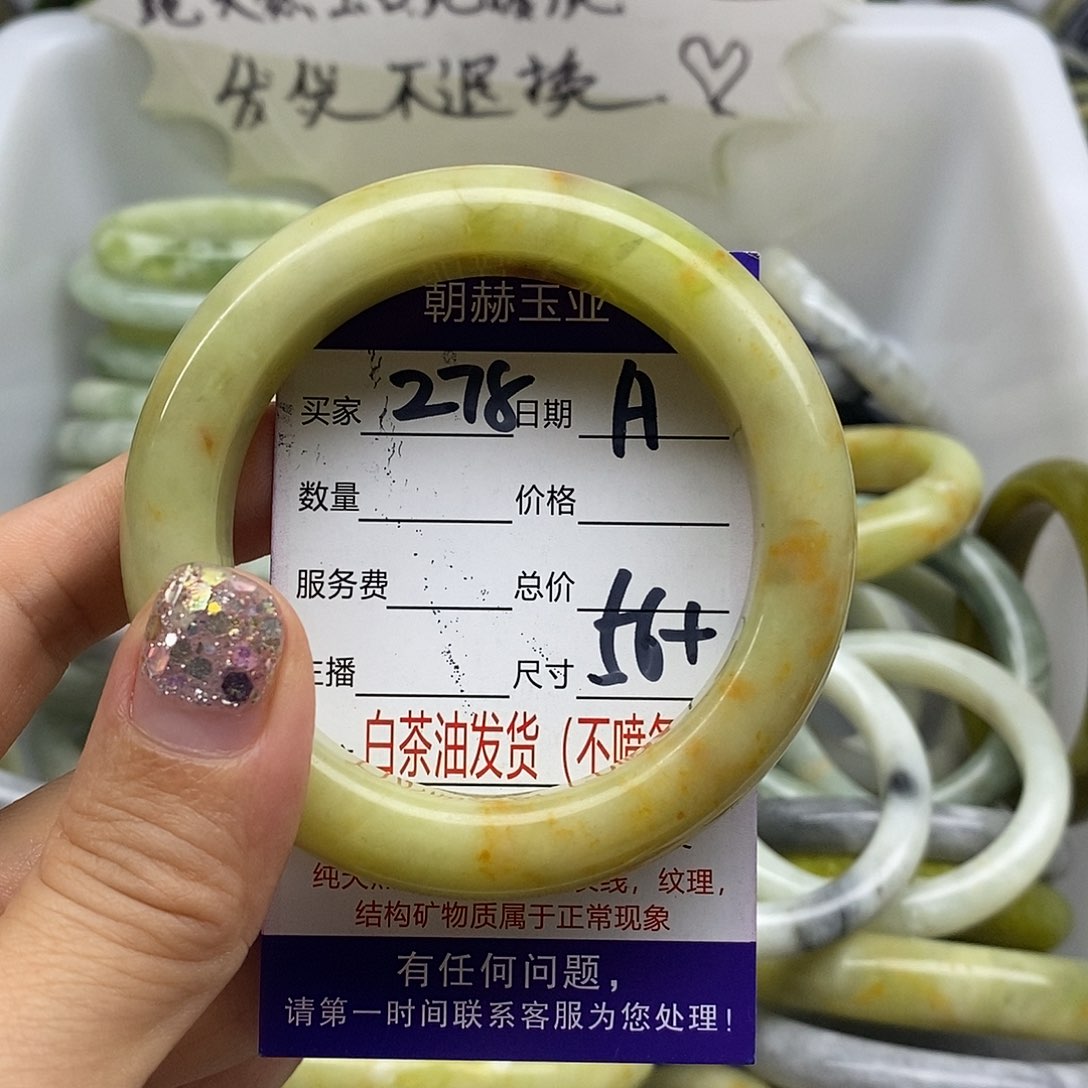 发货不退换
朝赫玉业
买家 278 日期 A
数量 价格
服务费 总价
主播 尺寸 56+
白茶油发货（不喷
纯天 纹理，
结构矿物质属于正常现象
有任何问题，
请第一时间联系客服为您处理！